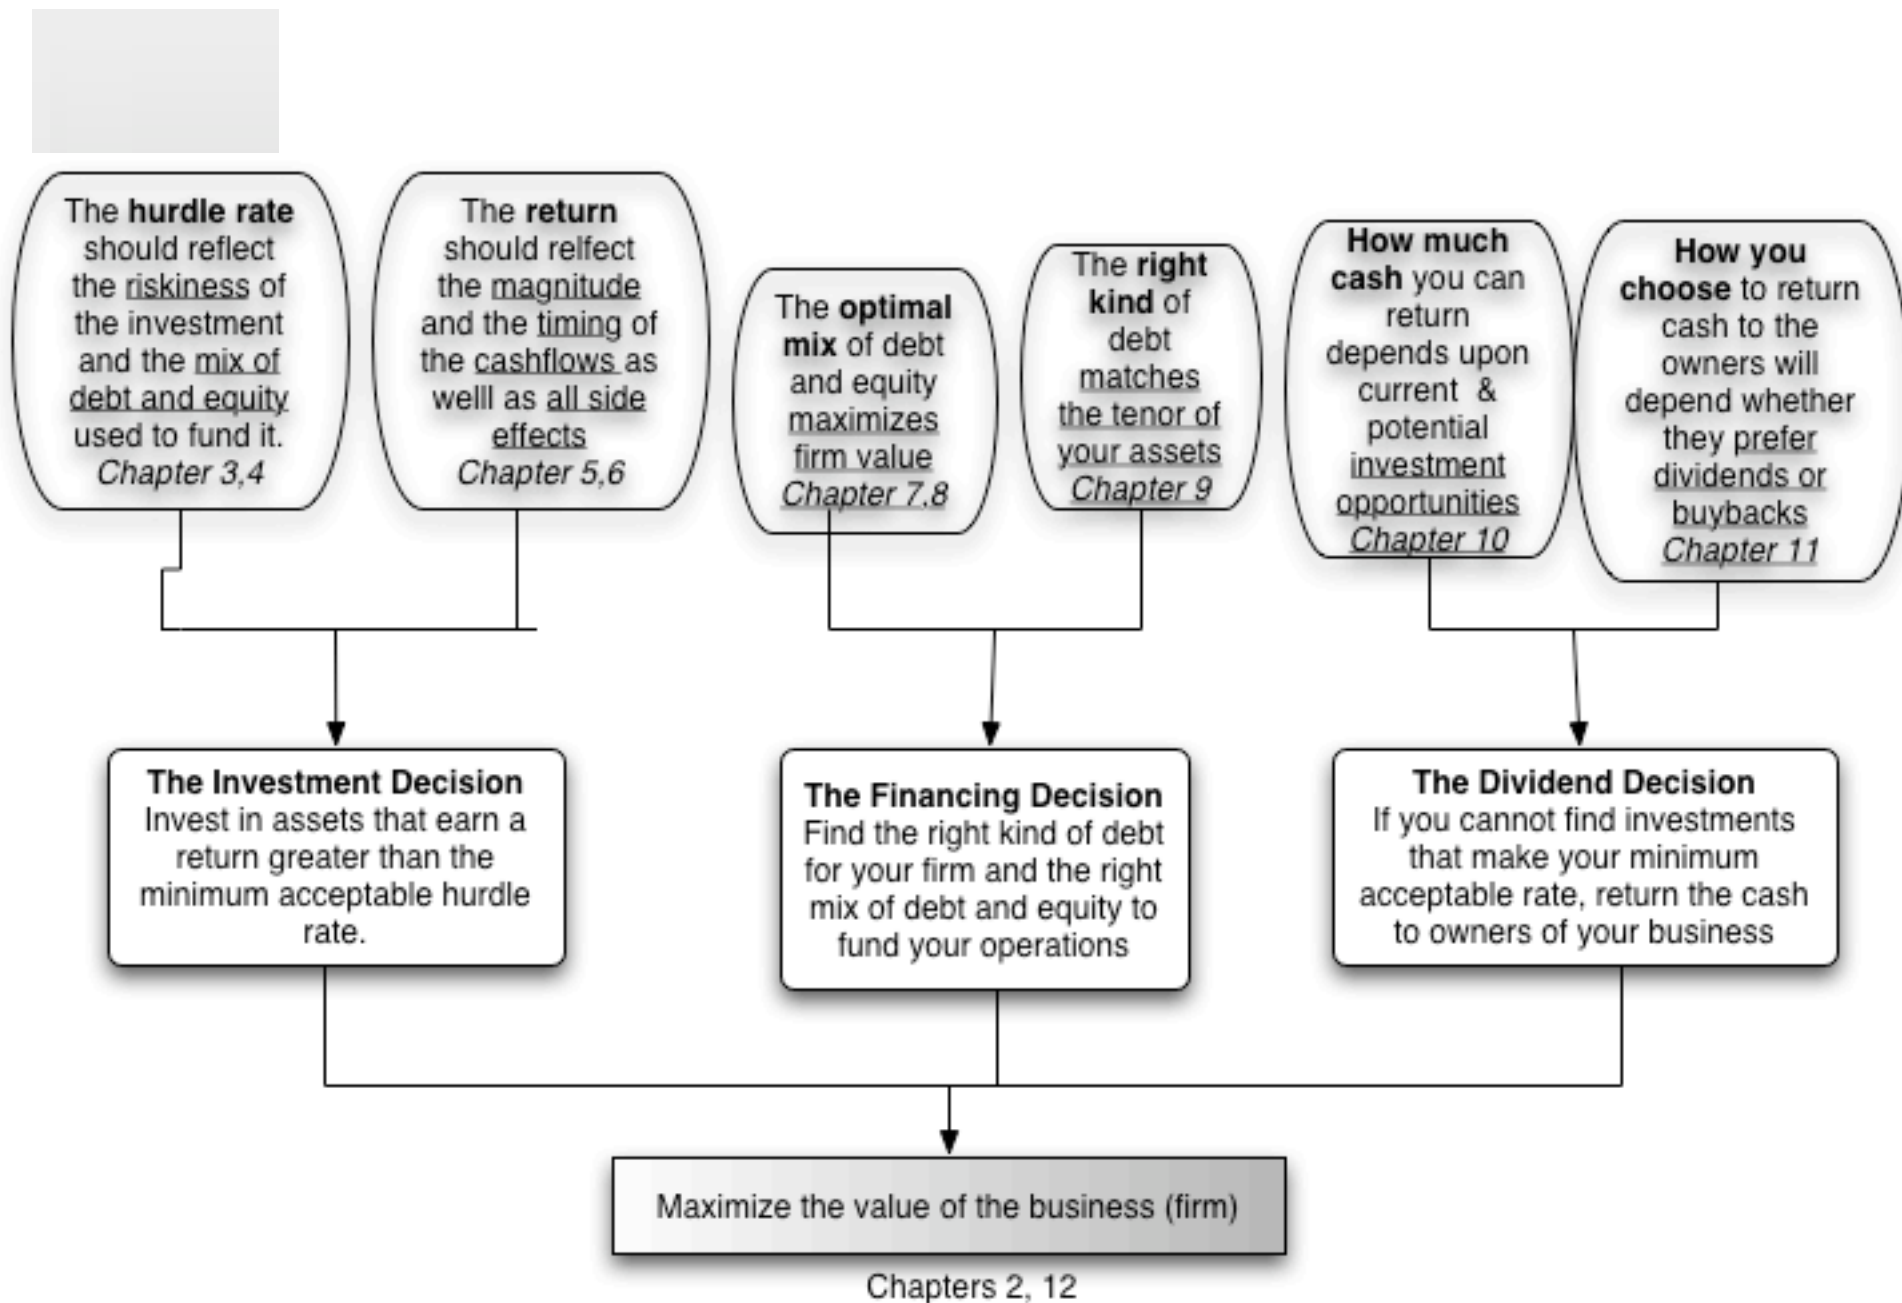 The hurdle rate
should reflect
the riskiness of
the investment
and the mix of
debt and equity
used to fund it.
Chapter 3,4
The return
should relfect
the magnitude
and the timing of
the cashflows as
welll as all side
effects
Chapter 5,6
The optimal
mix of debt
and equity
maximizes
firm value
Chapter 7,8
The right
kind of
debt
matches
the tenor of
your assets
Chapter 9
How much
cash you can
return
depends upon
current & 
potential
investment
opportunities
Chapter 10
How you
choose to return
cash to the
owners will
depend whether
they prefer
dividends or
buybacks
Chapter 11
The Investment Decision
Invest in assets that earn a
return greater than the
minimum acceptable hurdle
rate.
The Financing Decision
Find the right kind of debt
for your firm and the right
mix of debt and equity to
fund your operations
The Dividend Decision
If you cannot find investments
that make your minimum
acceptable rate, return the cash
to owners of your business
Maximize the value of the business (firm)
Chapters 2, 12